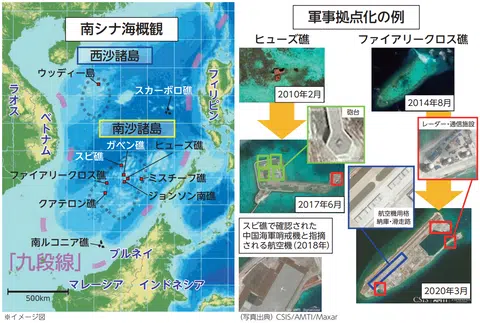 南シナ海概観
西沙諸島
ウッディー島
スカーボロ礁
フィリピン
ラオス
ベトナム
南沙諸島
ガベン礁
ヒューズ礁
スビ礁
ファイアリークロス礁
ミスチーフ礁
クアテロン礁
ジョンソン南礁
南ルコニア礁
ブルネイ
「九段線」
マレーシア
インドネシア
500km
※イメージ図
軍事拠点化の例
ヒューズ礁
ファイアリークロス礁
2010年2月
2014年8月
砲台
レーダー・通信施設
2017年6月
航空機用格
納庫・滑走路
スビ礁で確認された
中国海軍哨戒機と指摘
される航空機(2018年)
2020年3月
(写真出典) CSIS/AMTI/Maxar